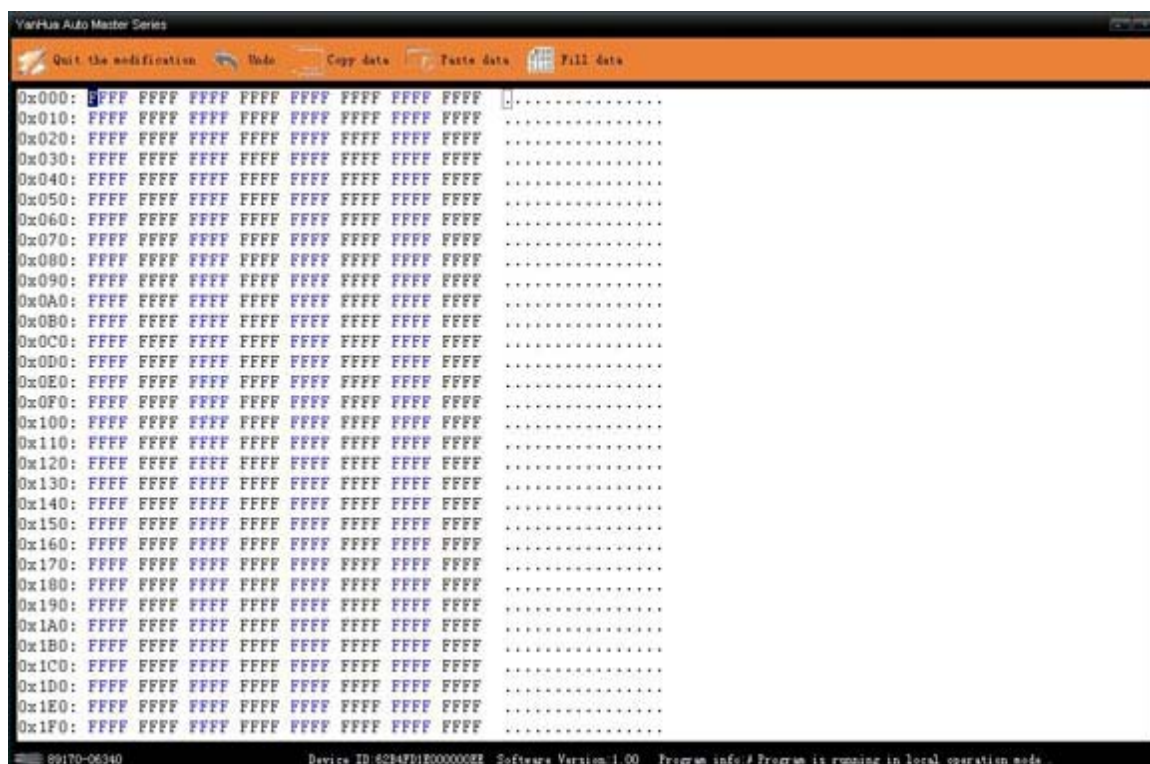 YanHua Auto Master Series
Quit the modification Undo Copy data Paste data Fill data
0x000: FFFF FFFF FFFF FFFF FFFF FFFF FFFF FFFF ................
0x010: FFFF FFFF FFFF FFFF FFFF FFFF FFFF FFFF ................
0x020: FFFF FFFF FFFF FFFF FFFF FFFF FFFF FFFF ................
0x030: FFFF FFFF FFFF FFFF FFFF FFFF FFFF FFFF ................
0x040: FFFF FFFF FFFF FFFF FFFF FFFF FFFF FFFF ................
0x050: FFFF FFFF FFFF FFFF FFFF FFFF FFFF FFFF ................
0x060: FFFF FFFF FFFF FFFF FFFF FFFF FFFF FFFF ................
0x070: FFFF FFFF FFFF FFFF FFFF FFFF FFFF FFFF ................
0x080: FFFF FFFF FFFF FFFF FFFF FFFF FFFF FFFF ................
0x090: FFFF FFFF FFFF FFFF FFFF FFFF FFFF FFFF ................
0x0A0: FFFF FFFF FFFF FFFF FFFF FFFF FFFF FFFF ................
0x0B0: FFFF FFFF FFFF FFFF FFFF FFFF FFFF FFFF ................
0x0C0: FFFF FFFF FFFF FFFF FFFF FFFF FFFF FFFF ................
0x0D0: FFFF FFFF FFFF FFFF FFFF FFFF FFFF FFFF ................
0x0E0: FFFF FFFF FFFF FFFF FFFF FFFF FFFF FFFF ................
0x0F0: FFFF FFFF FFFF FFFF FFFF FFFF FFFF FFFF ................
0x100: FFFF FFFF FFFF FFFF FFFF FFFF FFFF FFFF ................
0x110: FFFF FFFF FFFF FFFF FFFF FFFF FFFF FFFF ................
0x120: FFFF FFFF FFFF FFFF FFFF FFFF FFFF FFFF ................
0x130: FFFF FFFF FFFF FFFF FFFF FFFF FFFF FFFF ................
0x140: FFFF FFFF FFFF FFFF FFFF FFFF FFFF FFFF ................
0x150: FFFF FFFF FFFF FFFF FFFF FFFF FFFF FFFF ................
0x160: FFFF FFFF FFFF FFFF FFFF FFFF FFFF FFFF ................
0x170: FFFF FFFF FFFF FFFF FFFF FFFF FFFF FFFF ................
0x180: FFFF FFFF FFFF FFFF FFFF FFFF FFFF FFFF ................
0x190: FFFF FFFF FFFF FFFF FFFF FFFF FFFF FFFF ................
0x1A0: FFFF FFFF FFFF FFFF FFFF FFFF FFFF FFFF ................
0x1B0: FFFF FFFF FFFF FFFF FFFF FFFF FFFF FFFF ................
0x1C0: FFFF FFFF FFFF FFFF FFFF FFFF FFFF FFFF ................
0x1D0: FFFF FFFF FFFF FFFF FFFF FFFF FFFF FFFF ................
0x1E0: FFFF FFFF FFFF FFFF FFFF FFFF FFFF FFFF ................
0x1F0: FFFF FFFF FFFF FFFF FFFF FFFF FFFF FFFF ................
89170-06340 Device ID:62B4FD1E000000EE Software Version:1.00 Program info:# Program is running in local operation mode .